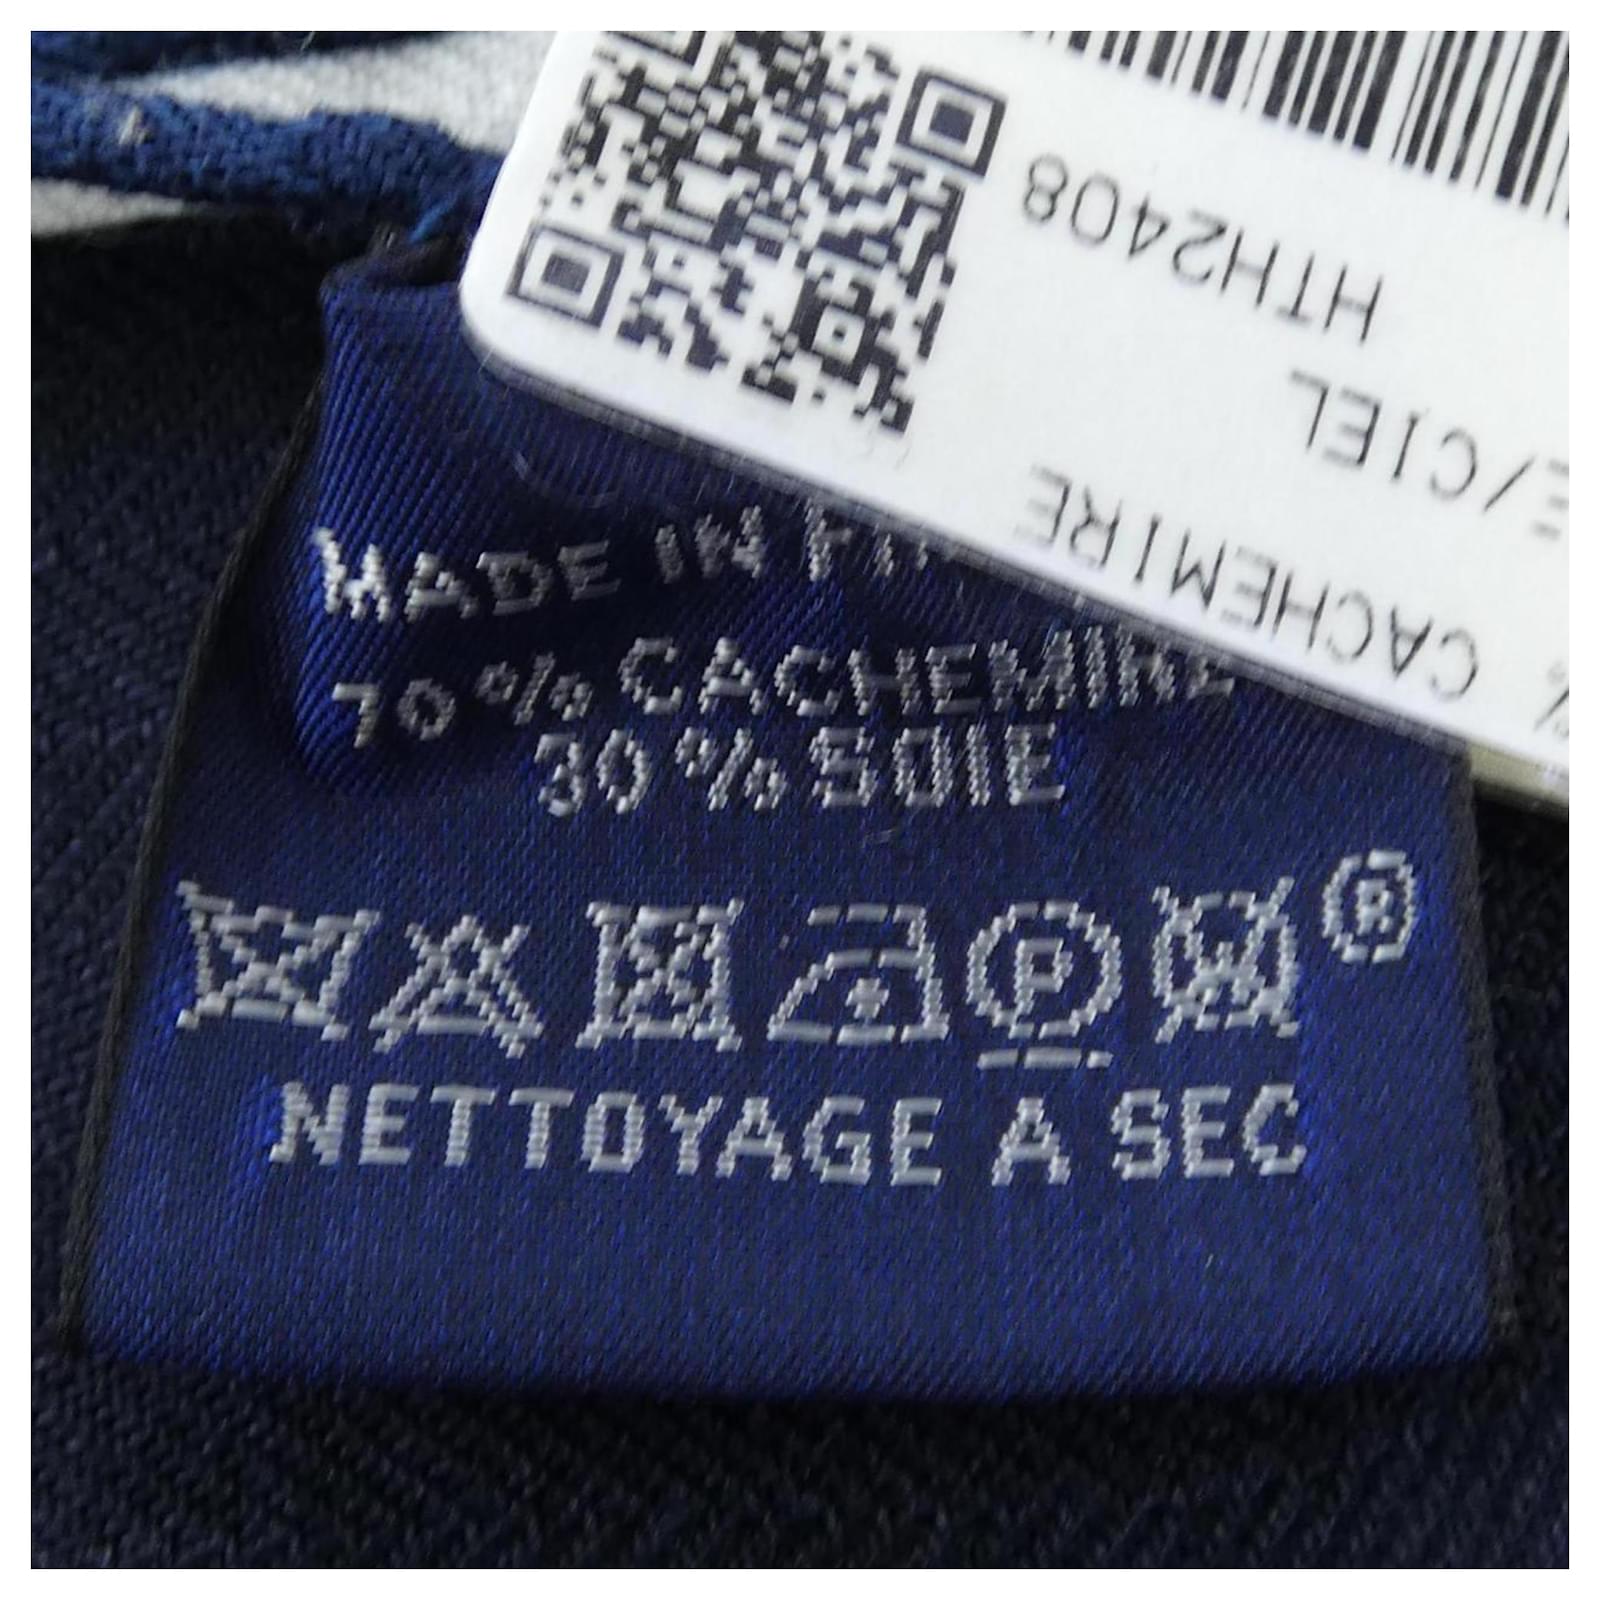 HTH2408
E/CIEL
% CACHEMIRE
MADE IN
70% CACHEMIRE
30% SOIE
P W ®
NETTOYAGE A SEC